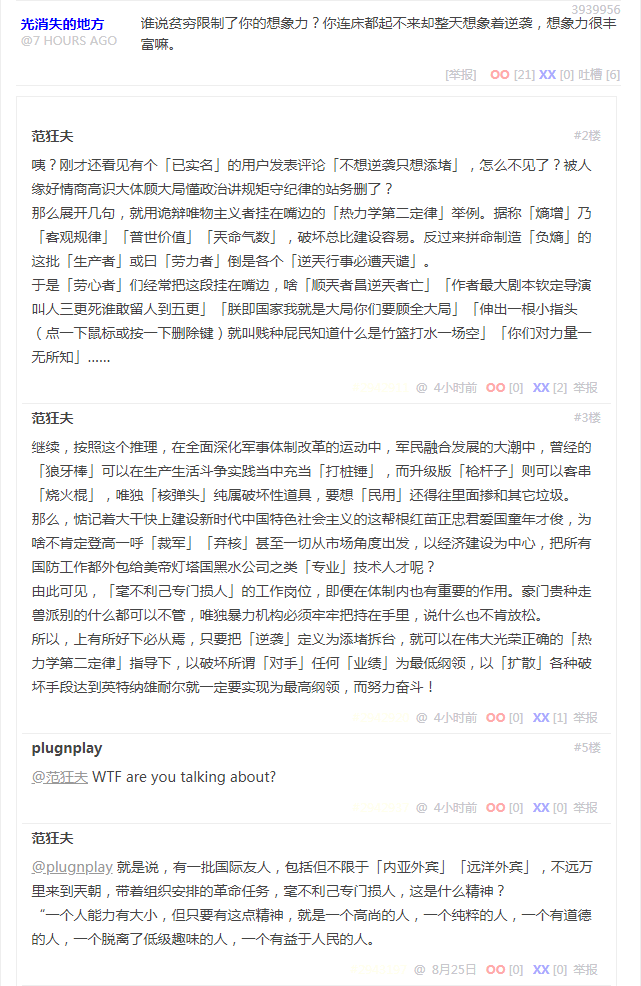 3939956
光消失的地方
@7 HOURS AGO
谁说贫穷限制了你的想象力？你连床都起不来却整天想象着逆袭，想象力很丰
富嘛。
[举报] OO [21] XX [0] 吐槽 [6]
范狂夫 #2楼
咦？刚才还看见有个「已实名」的用户发表评论「不想逆袭只想添堵」，怎么不见了？被人
缘好情商高识大体顾大局懂政治讲规矩守纪律的站务删了？
那么展开几句，就用诡辩唯物主义者挂在嘴边的「热力学第二定律」举例。据称「熵增」乃
「客观规律」「普世价值」「天命气数」，破坏总比建设容易。反过来拼命制造「负熵」的
这批「生产者」或曰「劳力者」倒是各个「逆天行事必遭天谴」。
于是「劳心者」们经常把这段挂在嘴边，啥「顺天者昌逆天者亡」「作者最大剧本钦定导演
叫人三更死谁敢留人到五更」「朕即国家我就是大局你们要顾全大局」「伸出一根小指头
（点一下鼠标或按一下删除键）就叫贱种屁民知道什么是竹篮打水一场空」「你们对力量一
无所知」……
@ 4小时前 OO [0] XX [2] 举报
范狂夫 #3楼
继续，按照这个推理，在全面深化军事体制改革的运动中，军民融合发展的大潮中，曾经的
「狼牙棒」可以在生产生活斗争实践当中充当「打桩锤」，而升级版「枪杆子」则可以客串
「烧火棍」，唯独「核弹头」纯属破坏性道具，要想「民用」还得往里面掺和其它垃圾。
那么，惦记着大干快上建设新时代中国特色社会主义的这帮根红苗正忠君爱国童年才俊，为
啥不肯定登高一呼「裁军」「弃核」甚至一切从市场角度出发，以经济建设为中心，把所有
国防工作都外包给美帝灯塔国黑水公司之类「专业」技术人才呢？
由此可见，「毫不利己专门损人」的工作岗位，即便在体制内也有重要的作用。豪门贵种走
兽派别的什么都可以不管，唯独暴力机构必须牢牢把持在手里，说什么也不肯放松。
所以，上有所好下必从焉，只要把「逆袭」定义为添堵拆台，就可以在伟大光荣正确的「热
力学第二定律」指导下，以破坏所谓「对手」任何「业绩」为最低纲领，以「扩散」各种破
坏手段达到英特纳雄耐尔就一定要实现为最高纲领，而努力奋斗！
@ 4小时前 OO [0] XX [1] 举报
plugnplay #5楼
@范狂夫 WTF are you talking about?
@ 4小时前 OO [0] XX [0] 举报
范狂夫
@plugnplay 就是说，有一批国际友人，包括但不限于「内亚外宾」「远洋外宾」，不远万
里来到天朝，带着组织安排的革命任务，毫不利己专门损人，这是什么精神？
“一个人能力有大小，但只要有这点精神，就是一个高尚的人，一个纯粹的人，一个有道德
的人，一个脱离了低级趣味的人，一个有益于人民的人。
@ 8月25日 OO [0] XX [0] 举报